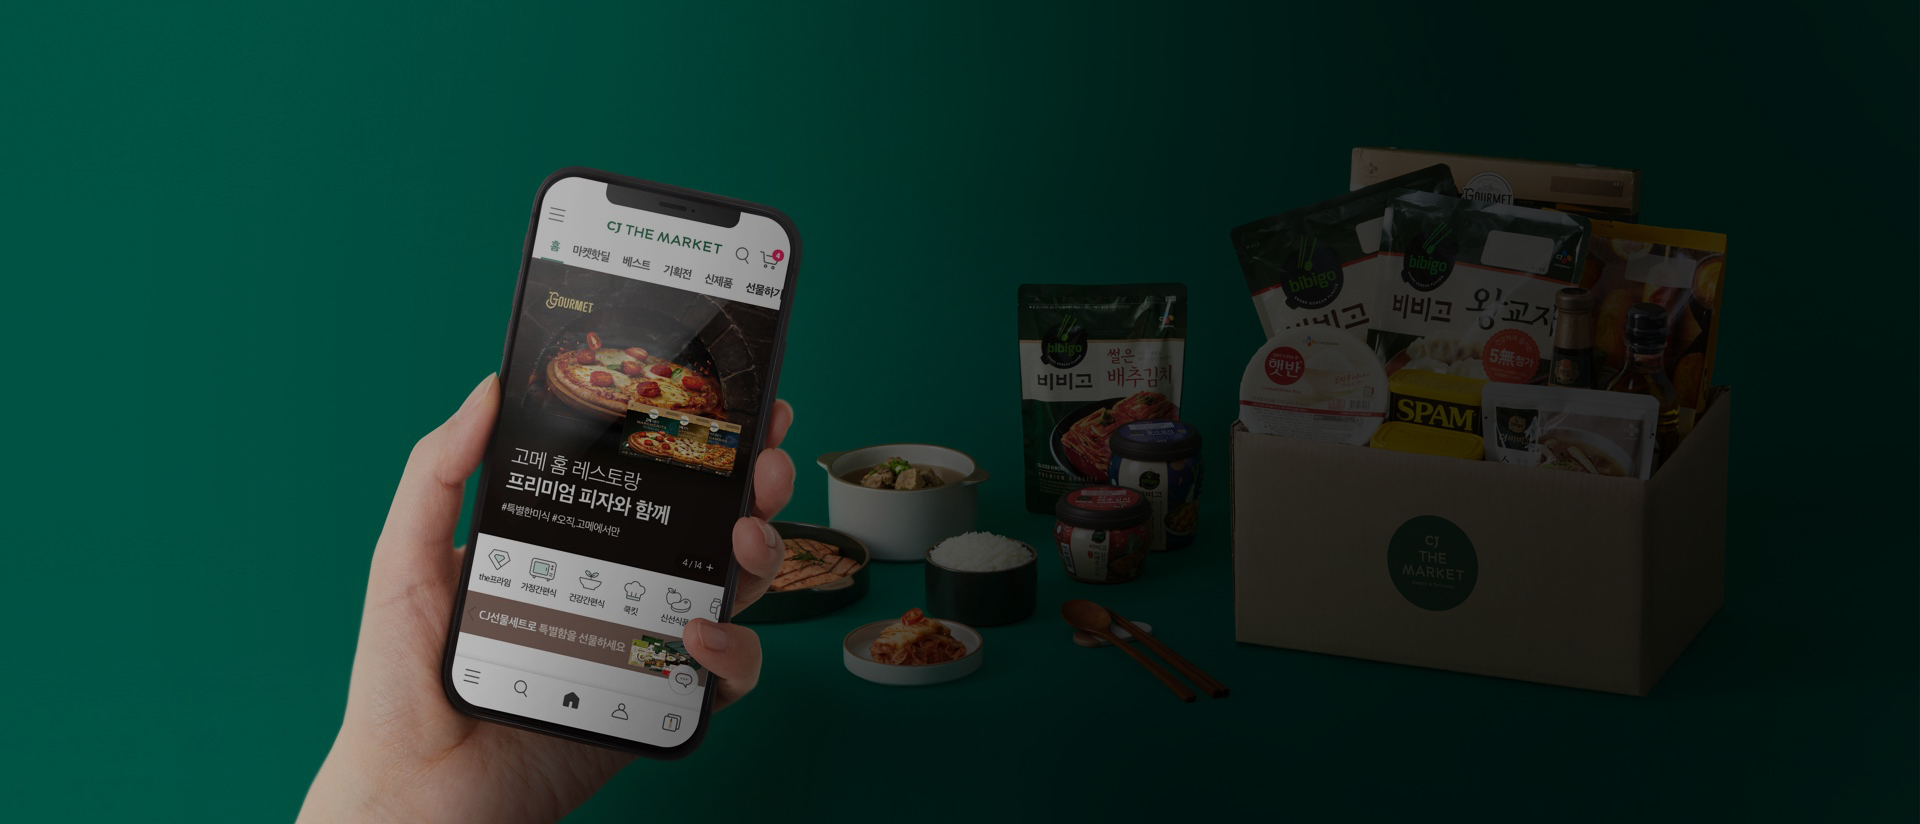 CJ THE MARKET
4
홈 마켓핫딜 베스트 기획전 신제품 선물하기
GOURMET
고메 홈 레스토랑
프리미엄 피자와 함께
#특별한미식 #오직,고메에서만
4 / 14 +
the프라임 가정간편식 건강간편식 쿡킷 신선식품
CJ선물세트로 특별함을 선물하세요
bibigo
비비고
썰은
배추김치
GOURMET
bibigo
비비고
bibigo
비비고 왕교자
5無첨가
햇반
SPAM
CJ
THE
MARKET